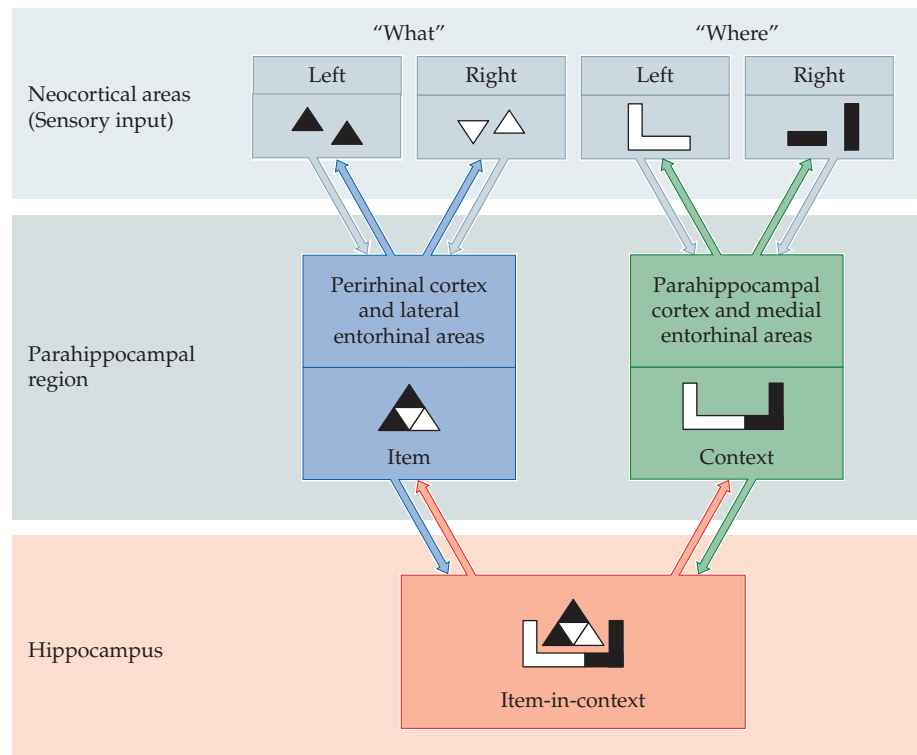 “What”
“Where”
Left
Right
Left
Right
Neocortical areas
(Sensory input)
Perirhinal cortex
and lateral
entorhinal areas
Parahippocampal
cortex and medial
entorhinal areas
Parahippocampal
region
Item
Context
Hippocampus
Item-in-context